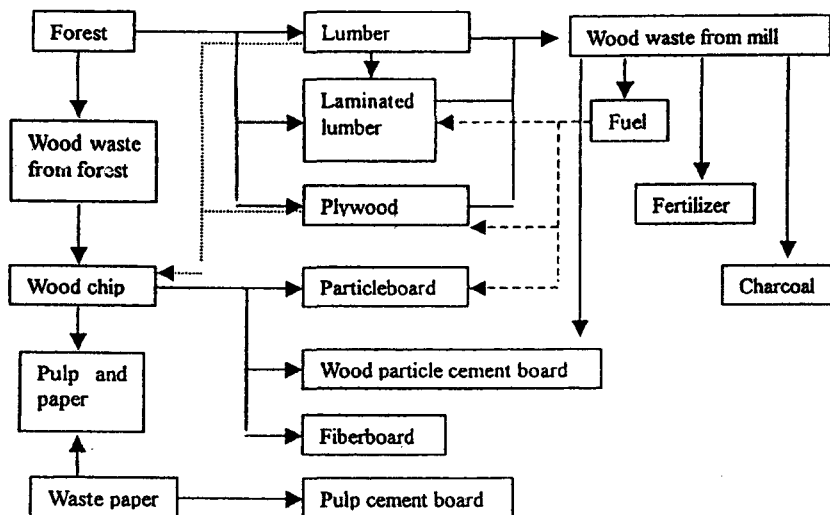 Forest
Lumber
Wood waste from mill
Laminated
lumber
Fuel
Wood waste
from forest
Plywood
Fertilizer
Wood chip
Particleboard
Charcoal
Pulp and
paper
Wood particle cement board
Fiberboard
Waste paper
Pulp cement board